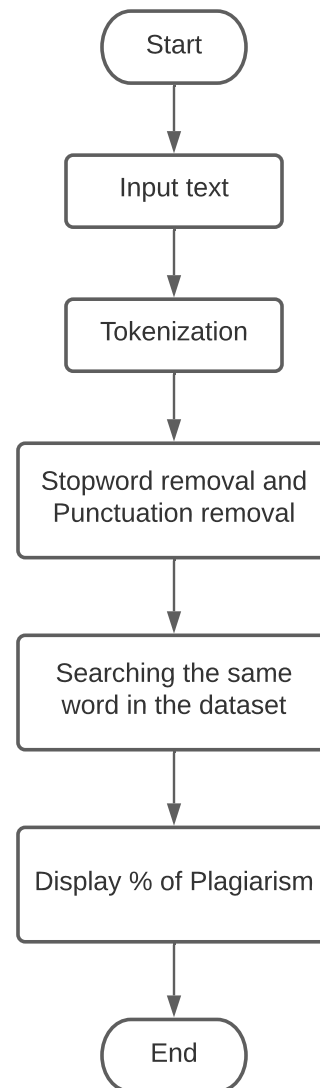 Start
Input text
Tokenization
Stopword removal and
Punctuation removal
Searching the same
word in the dataset
Display % of Plagiarism
End